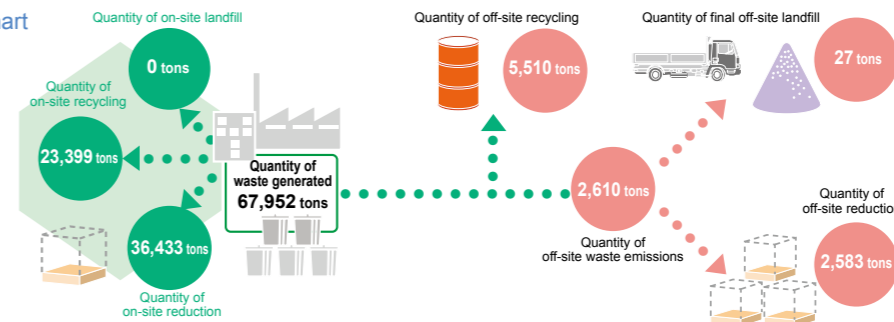 art
Quantity of on-site landfill
0 tons
Quantity of
on-site recycling
23,399 tons
36,433 tons
Quantity of
on-site reduction
Quantity of
waste generated
67,952 tons
Quantity of off-site recycling
5,510 tons
2,610 tons
Quantity of
off-site waste emissions
Quantity of final off-site landfill
27 tons
Quantity of
off-site reductio
2,583 tons